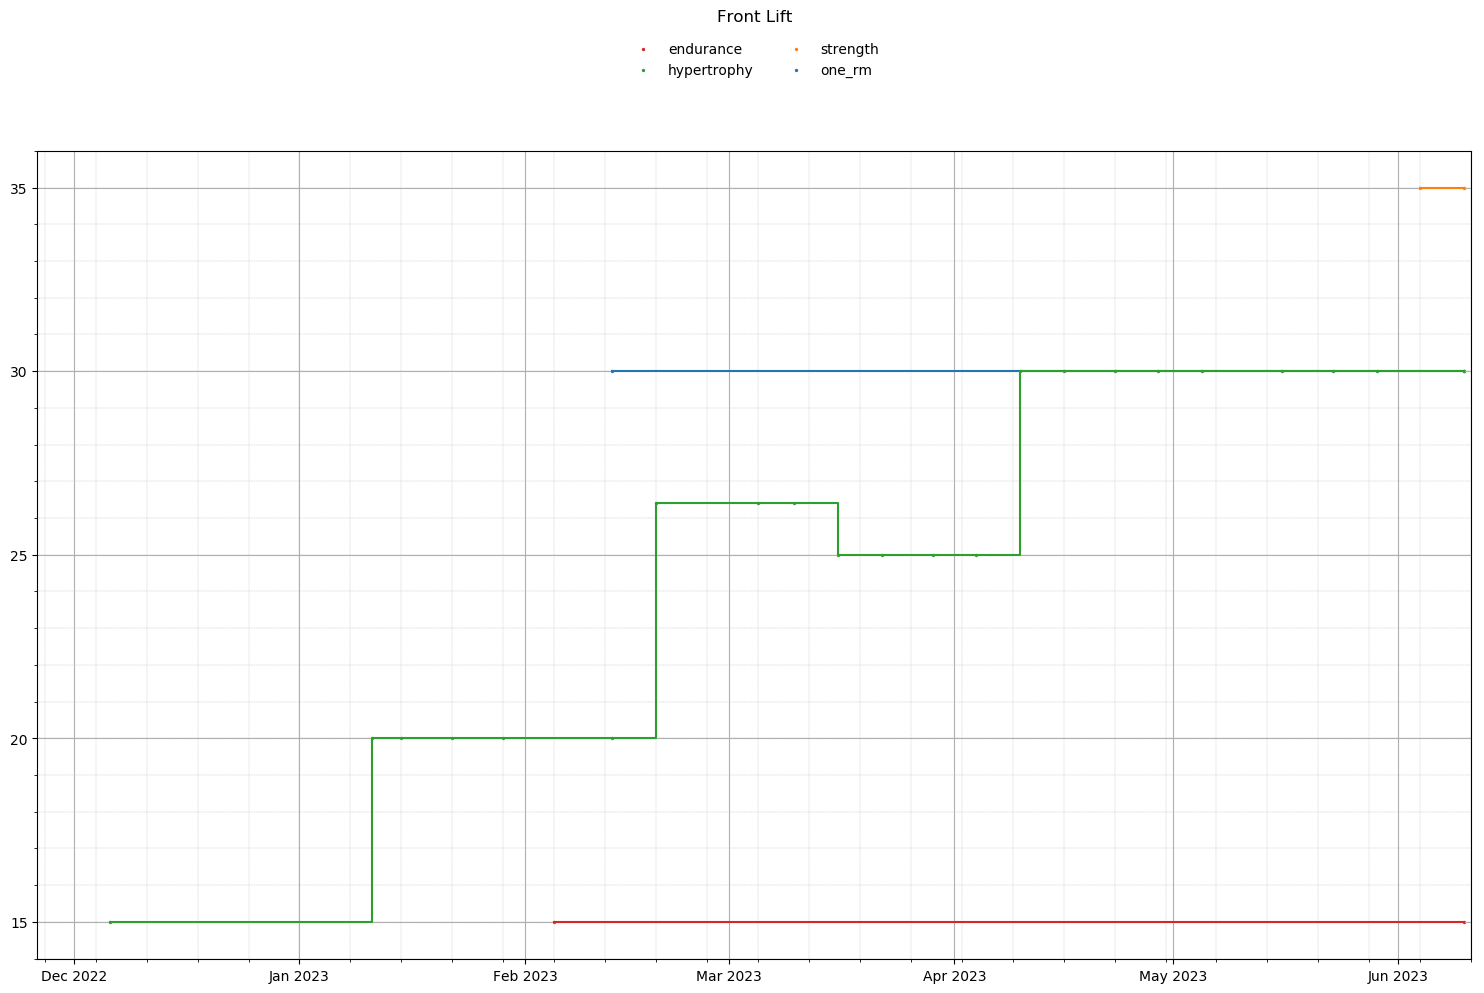 Front Lift
endurance strength
hypertrophy one_rm
35
30
25
20
15
Dec 2022 Jan 2023 Feb 2023 Mar 2023 Apr 2023 May 2023 Jun 2023